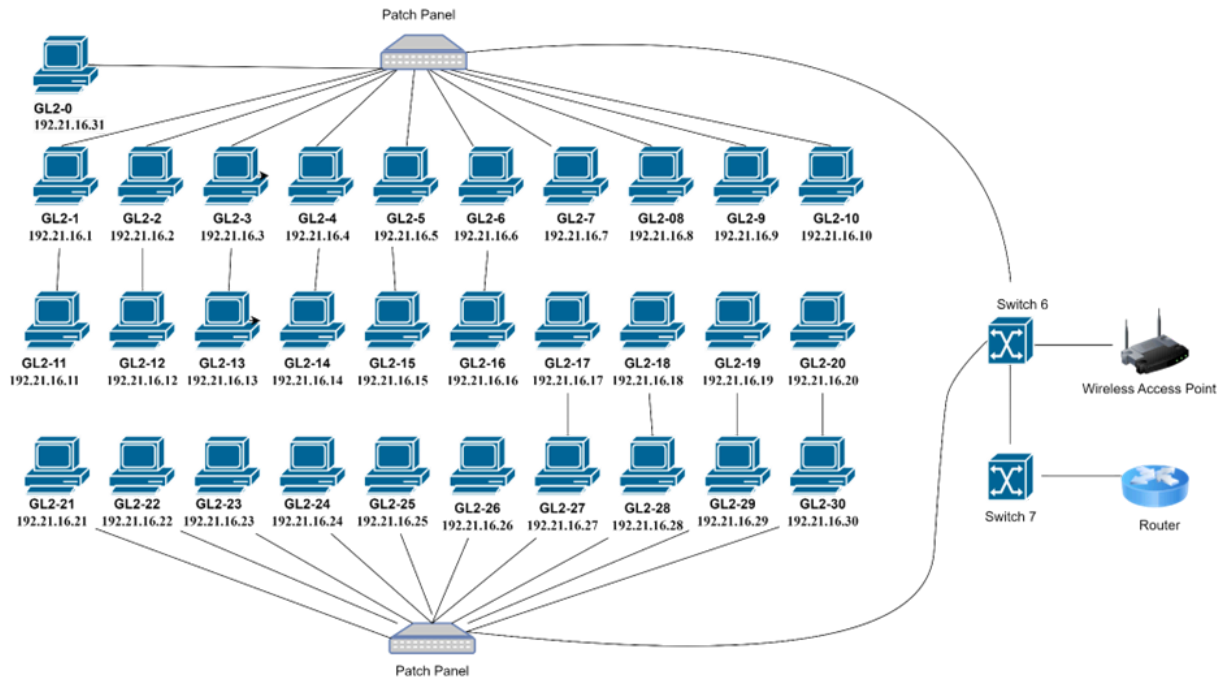 Patch Panel
GL2-0
192.21.16.31
GL2-1 GL2-2 GL2-3 GL2-4 GL2-5 GL2-6 GL2-7 GL2-08 GL2-9 GL2-10
192.21.16.1 192.21.16.2 192.21.16.3 192.21.16.4 192.21.16.5 192.21.16.6 192.21.16.7 192.21.16.8 192.21.16.9 192.21.16.10
Switch 6
GL2-11 GL2-12 GL2-13 GL2-14 GL2-15 GL2-16 GL2-17 GL2-18 GL2-19 GL2-20
192.21.16.11 192.21.16.12 192.21.16.13 192.21.16.14 192.21.16.15 192.21.16.16 192.21.16.17 192.21.16.18 192.21.16.19 192.21.16.20
Wireless Access Point
GL2-21 GL2-22 GL2-23 GL2-24 GL2-25 GL2-26 GL2-27 GL2-28 GL2-29 GL2-30
192.21.16.21 192.21.16.22 192.21.16.23 192.21.16.24 192.21.16.25 192.21.16.26 192.21.16.27 192.21.16.28 192.21.16.29 192.21.16.30
Switch 7
Router
Patch Panel